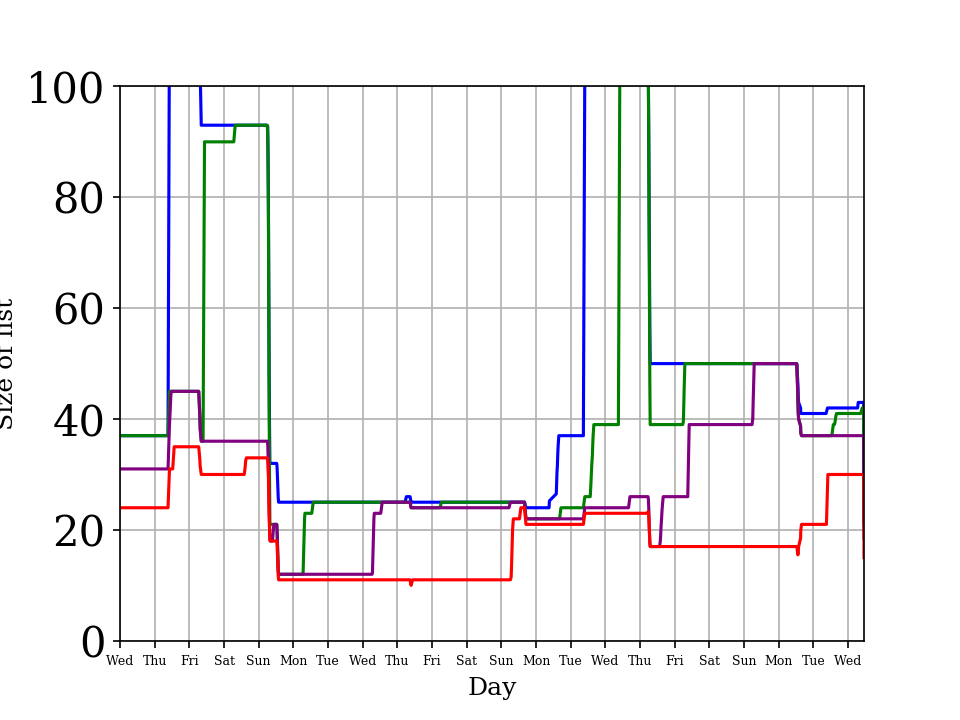 100
80
60
40
20
0
Size of list
Wed Thu Fri Sat Sun Mon Tue Wed Thu Fri Sat Sun Mon Tue Wed Thu Fri Sat Sun Mon Tue Wed
Day